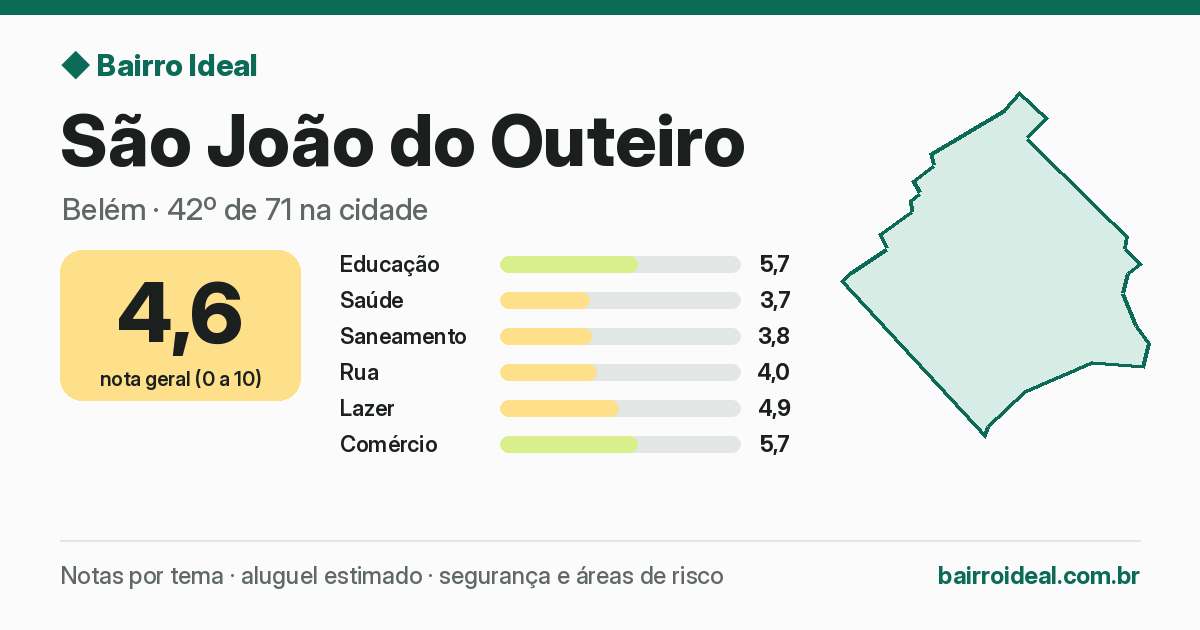 Bairro Ideal
São João do Outeiro
Belém · 42º de 71 na cidade
4,6
nota geral (0 a 10)
Educação 5,7
Saúde 3,7
Saneamento 3,8
Rua 4,0
Lazer 4,9
Comércio 5,7
Notas por tema · aluguel estimado · segurança e áreas de risco
bairroideal.com.br